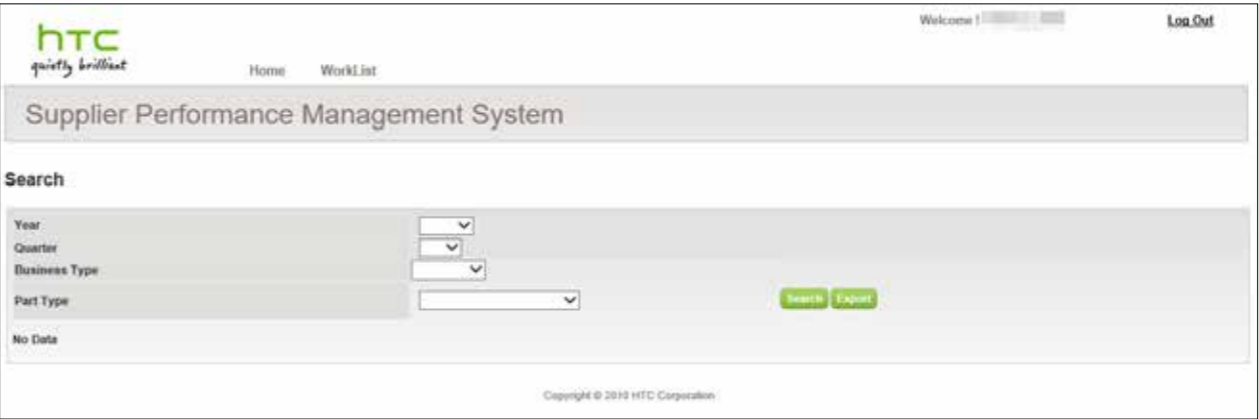 hTC
quietly brilliant
Welcome !
Log Out
Home WorkList
Supplier Performance Management System
Search
Year
Quarter
Business Type
Part Type
Search Export
No Data
Copyright © 2010 HTC Corporation